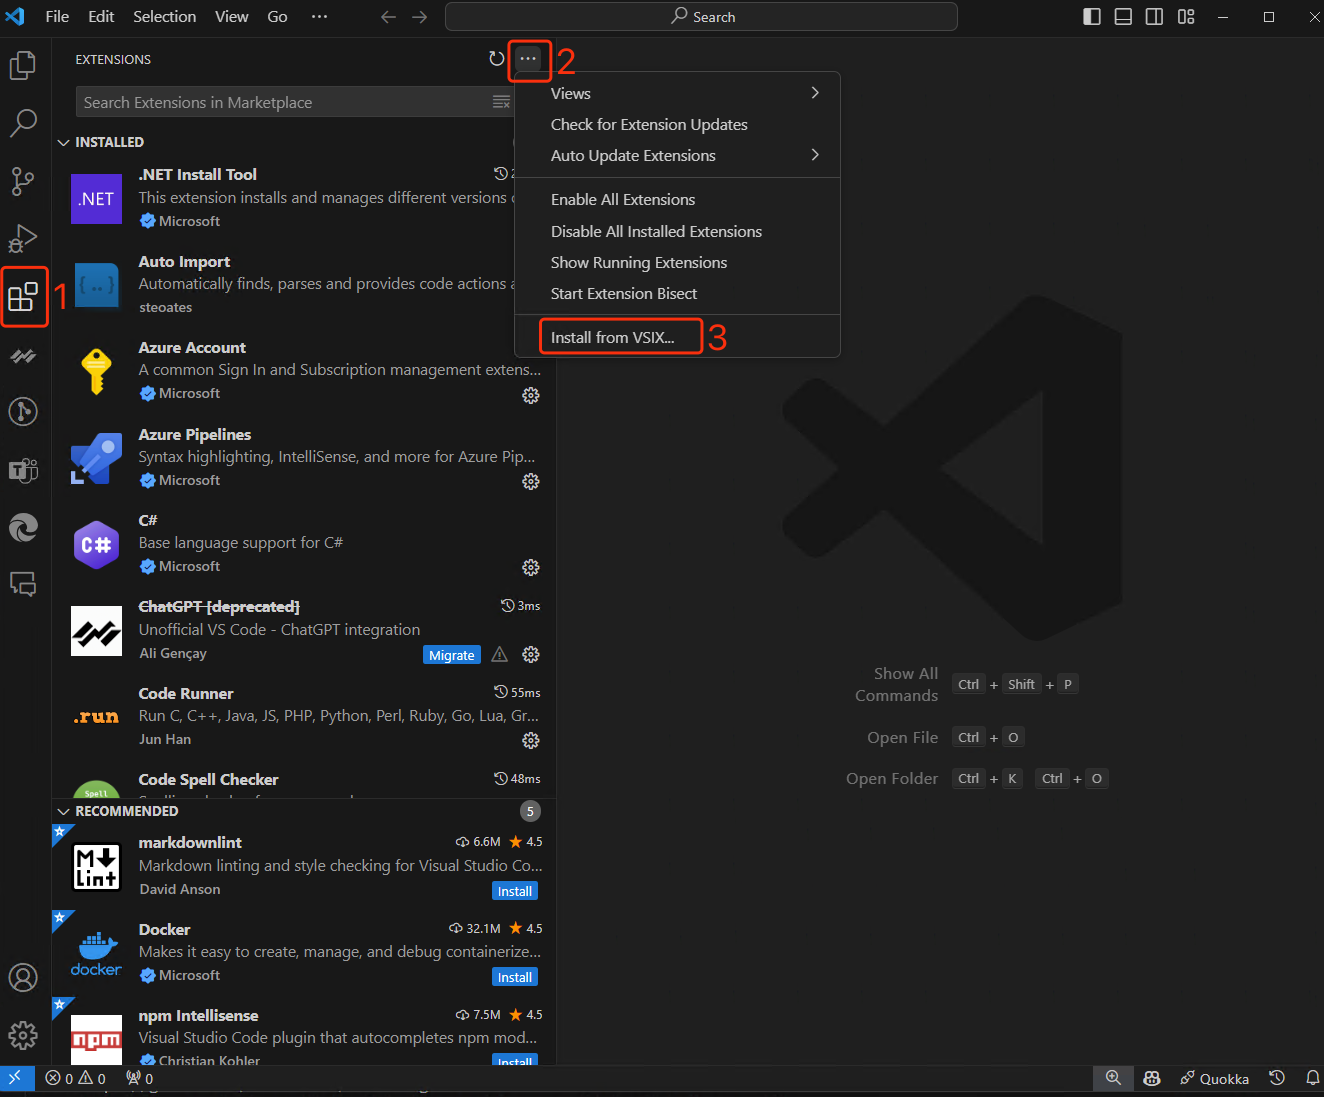 File Edit Selection View Go ··· Search
EXTENSIONS
··· 2
Search Extensions in Marketplace
Views
Check for Extension Updates
Auto Update Extensions
Enable All Extensions
Disable All Installed Extensions
Show Running Extensions
Start Extension Bisect
Install from VSIX... 3
1
INSTALLED
.NET Install Tool
.NET
This extension installs and manages different versions
Microsoft
Auto Import
{..}
Automatically finds, parses and provides code actions
steoates
Azure Account
A common Sign In and Subscription management extens...
Microsoft
Azure Pipelines
Syntax highlighting, IntelliSense, and more for Azure Pip...
Microsoft
C#
C#
Base language support for C#
Microsoft
ChatGPT [deprecated] 3ms
Unofficial VS Code - ChatGPT integration
Ali Gençay Migrate
Code Runner 55ms
.run
Run C, C++, Java, JS, PHP, Python, Perl, Ruby, Go, Lua, Gr...
Jun Han
Code Spell Checker 48ms
Spell
RECOMMENDED 5
markdownlint 6.6M 4.5
M Lint
Markdown linting and style checking for Visual Studio Co...
David Anson Install
Docker 32.1M 4.5
Makes it easy to create, manage, and debug containerize...
docker
Microsoft Install
npm Intellisense 7.5M 4.5
npm
Visual Studio Code plugin that autocompletes npm mod...
Christian Kohler Install
Show All
Commands Ctrl + Shift + P
Open File Ctrl + O
Open Folder Ctrl + K Ctrl + O
0 0 0 Quokka